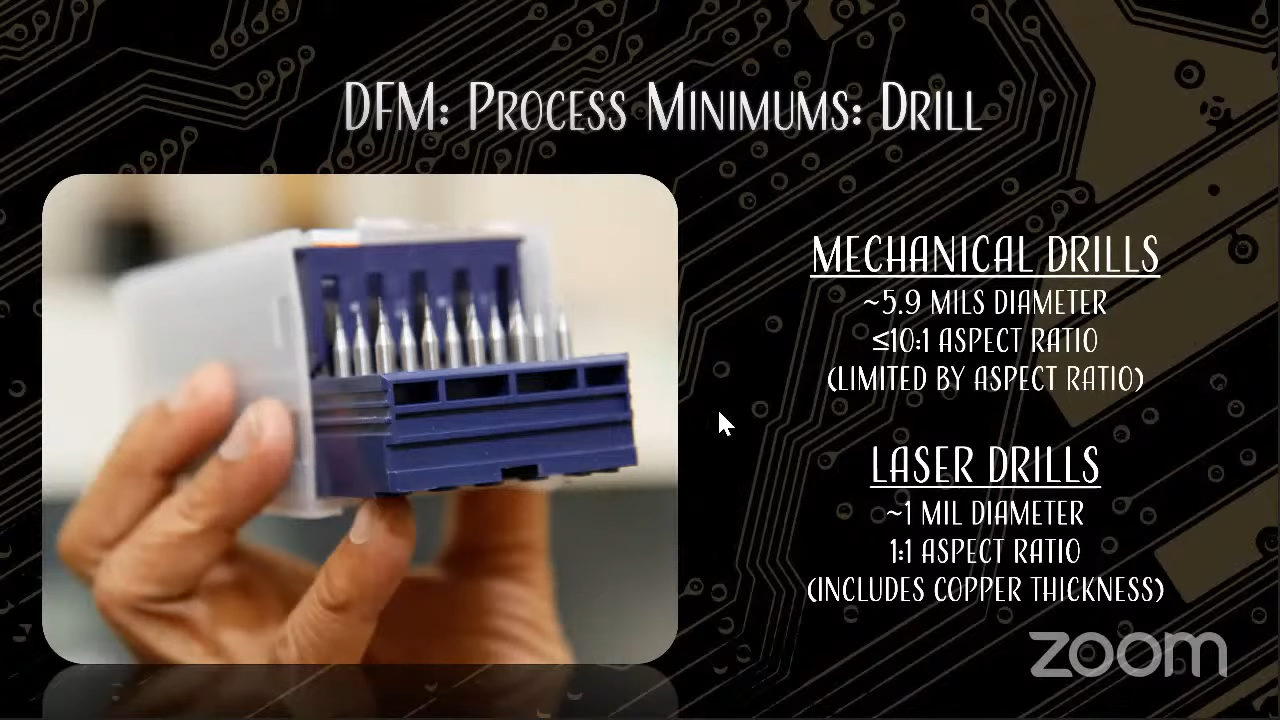 DFM: Process Minimums: Drill
MECHANICAL DRILLS
~5.9 MILS DIAMETER
≤10:1 ASPECT RATIO
(LIMITED BY ASPECT RATIO)
LASER DRILLS
~1 MIL DIAMETER
1:1 ASPECT RATIO
(INCLUDES COPPER THICKNESS)
zoom